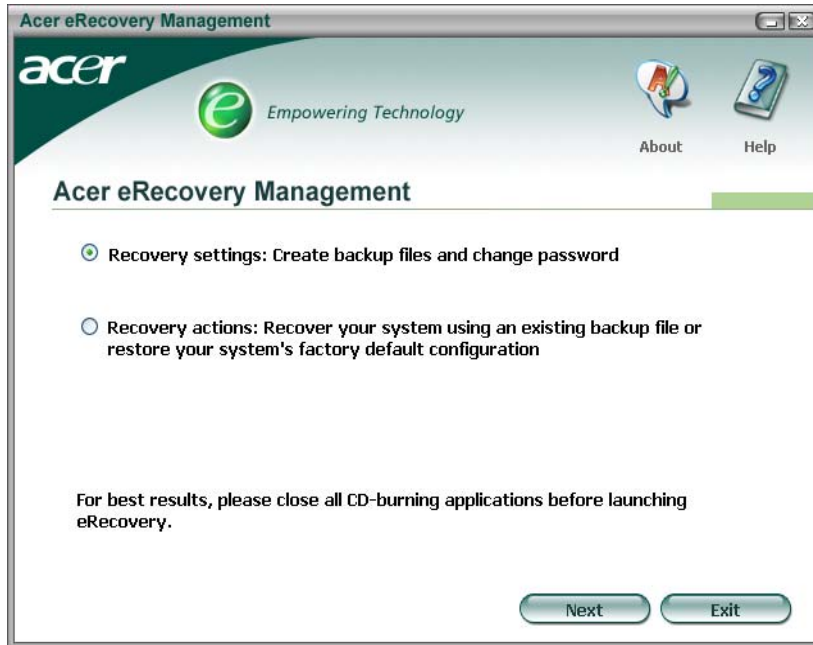 Acer eRecovery Management
acer
e Empowering Technology
About Help
Acer eRecovery Management
Recovery settings: Create backup files and change password
Recovery actions: Recover your system using an existing backup file or
restore your system's factory default configuration
For best results, please close all CD-burning applications before launching
eRecovery.
Next Exit